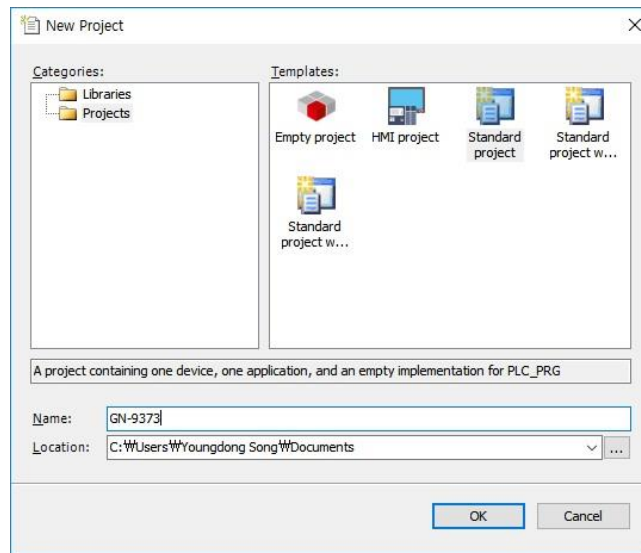 New Project
Categories:
Libraries
Projects
Templates:
Empty project
HMI project
Standard
project
Standard
project w...
Standard
project w...
A project containing one device, one application, and an empty implementation for PLC_PRG
Name:
GN-9373
Location:
C:₩Users₩Youngdong Song₩Documents
...
OK
Cancel